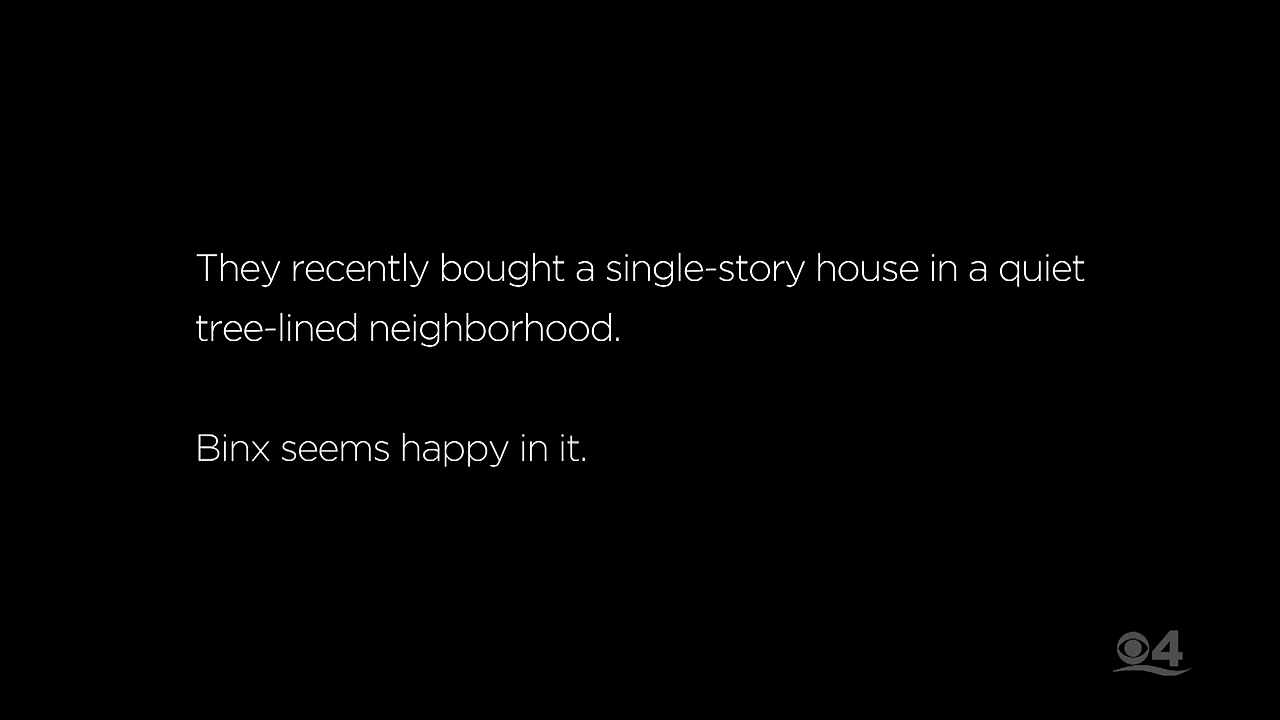 They recently bought a single-story house in a quiet
tree-lined neighborhood.
Binx seems happy in it.
4